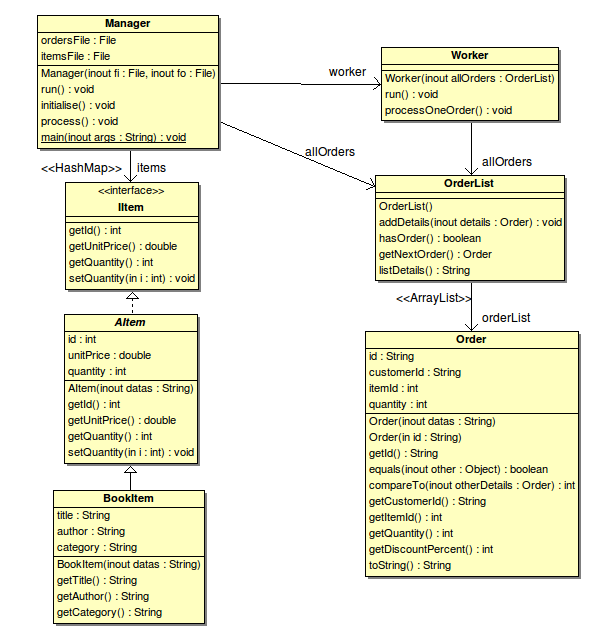 Manager
ordersFile : File
itemsFile : File
Manager(inout fi : File, inout fo : File)
run() : void
initialise() : void
process() : void
main(inout args : String) : void
worker
Worker
Worker(inout allOrders : OrderList)
run() : void
processOneOrder() : void
allOrders
allOrders
<<HashMap>>
items
<<interface>>
IItem
getId() : int
getUnitPrice() : double
getQuantity() : int
setQuantity(in i : int) : void
OrderList
OrderList()
addDetails(inout details : Order) : void
hasOrder() : boolean
getNextOrder() : Order
listDetails() : String
<<ArrayList>>
orderList
AItem
id : int
unitPrice : double
quantity : int
AItem(inout datas : String)
getId() : int
getUnitPrice() : double
getQuantity() : int
setQuantity(in i : int) : void
Order
id : String
customerId : String
itemId : int
quantity : int
Order(inout datas : String)
Order(in id : String)
getId() : String
equals(inout other : Object) : boolean
compareTo(inout otherDetails : Order) : int
getCustomerId() : String
getItemId() : int
getQuantity() : int
getDiscountPercent() : int
toString() : String
BookItem
title : String
author : String
category : String
BookItem(inout datas : String)
getTitle() : String
getAuthor() : String
getCategory() : String